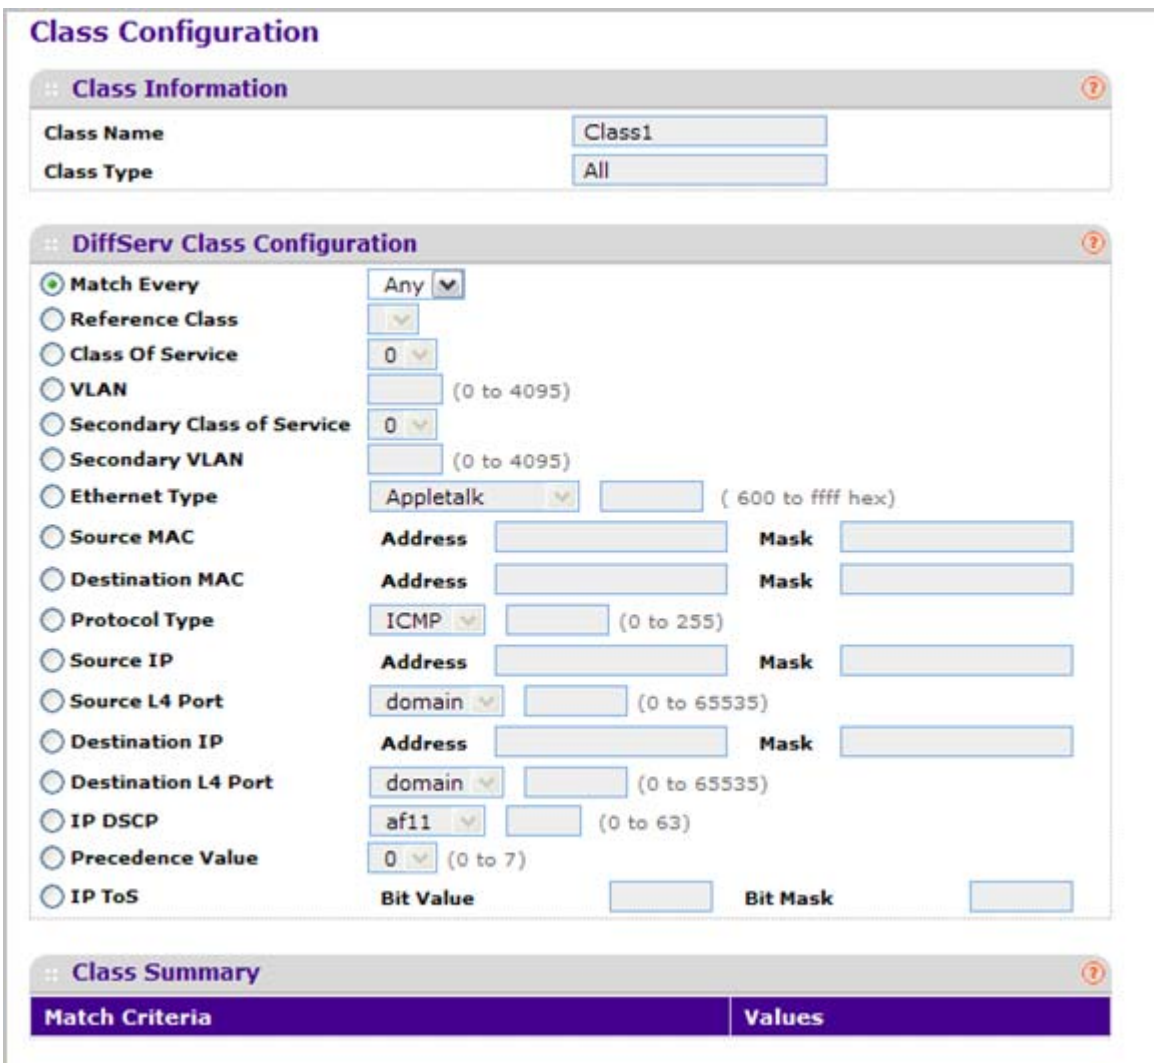 Class Configuration
Class Information
Class Name Class1
Class Type All
DiffServ Class Configuration
Match Every Any
Reference Class
Class Of Service 0
VLAN (0 to 4095)
Secondary Class of Service 0
Secondary VLAN (0 to 4095)
Ethernet Type Appletalk ( 600 to ffff hex)
Source MAC Address Mask
Destination MAC Address Mask
Protocol Type ICMP (0 to 255)
Source IP Address Mask
Source L4 Port domain (0 to 65535)
Destination IP Address Mask
Destination L4 Port domain (0 to 65535)
IP DSCP af11 (0 to 63)
Precedence Value 0 (0 to 7)
IP ToS Bit Value Bit Mask
Class Summary
Match Criteria Values